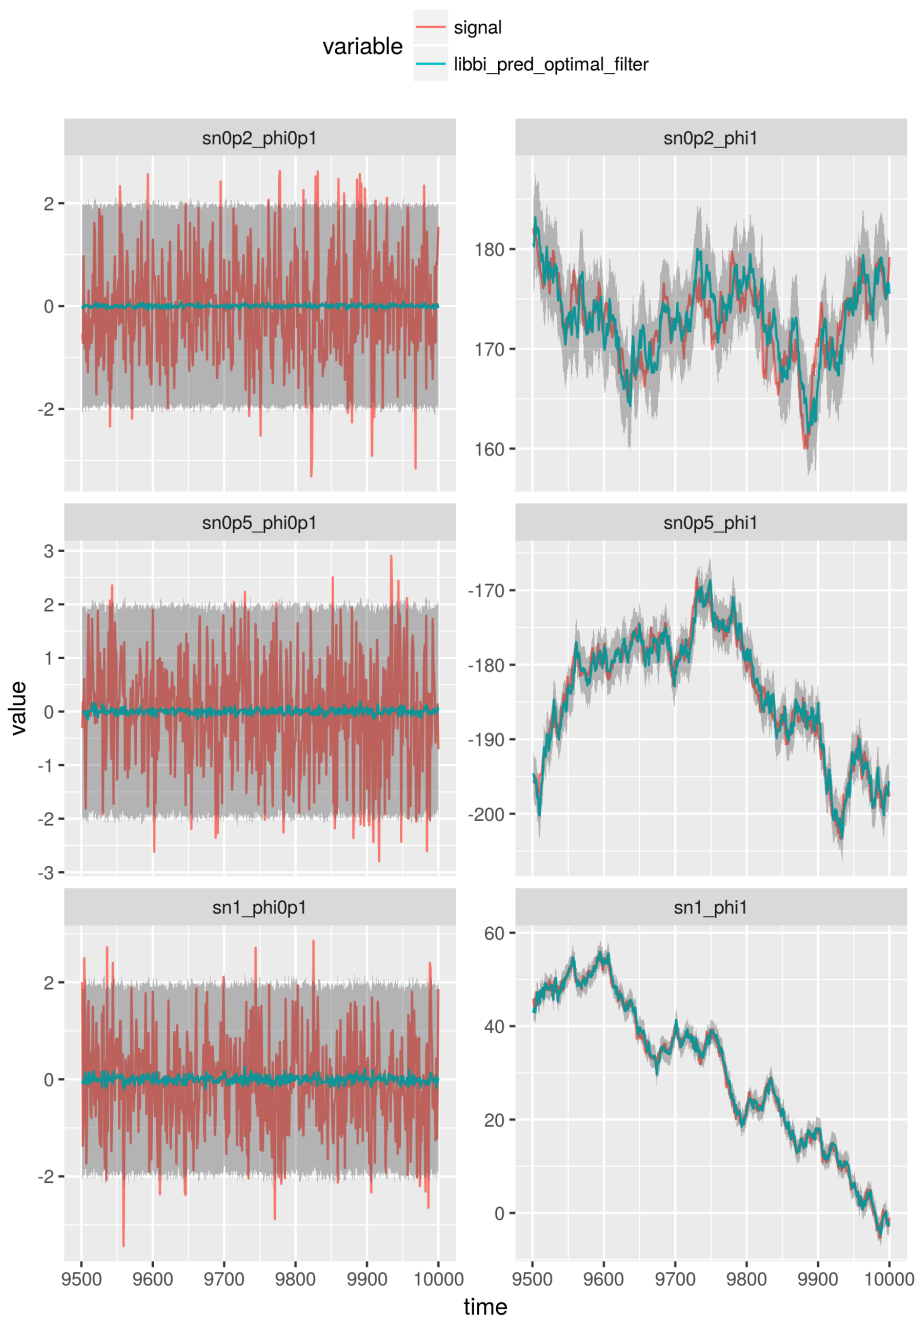 variable
signal
libbi_pred_optimal_filter
sn0p2_phi0p1
sn0p2_phi1
2
0
-2
180
170
160
sn0p5_phi0p1
sn0p5_phi1
3
2
1
0
-1
-2
-3
-170
-180
-190
-200
value
sn1_phi0p1
sn1_phi1
2
0
-2
60
40
20
0
9500 9600 9700 9800 9900 10000
9500 9600 9700 9800 9900 10000
time